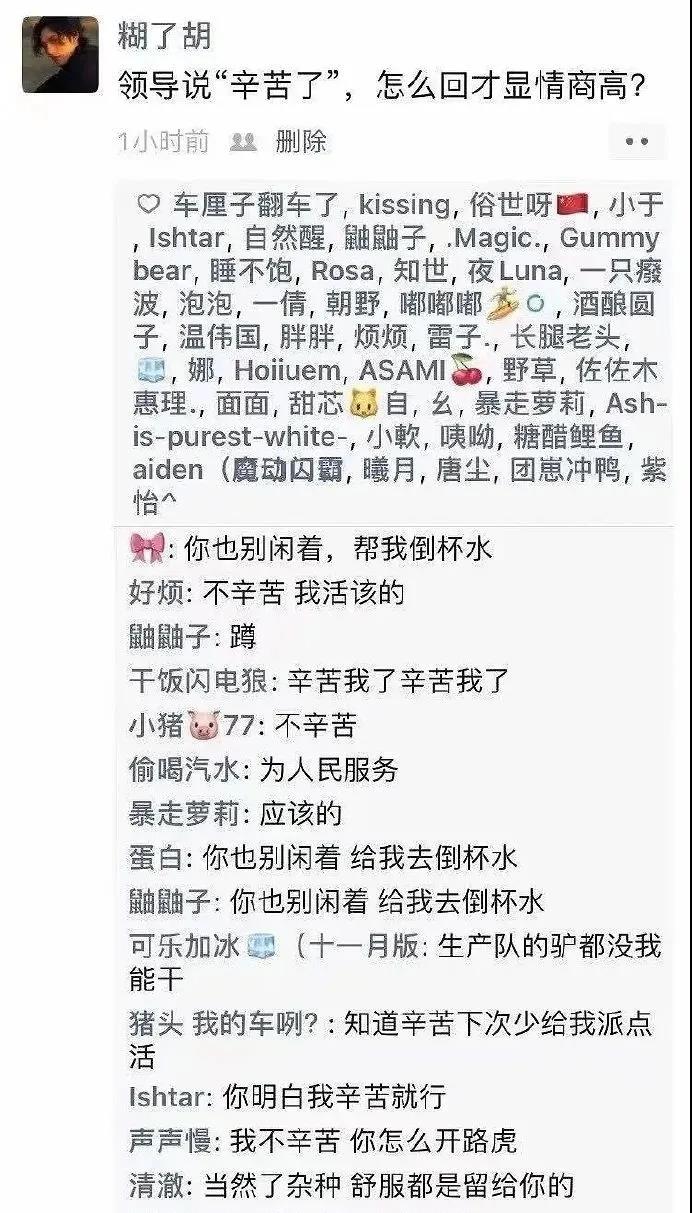 糊了胡
领导说“辛苦了”，怎么回才显情商高？
1小时前 删除
♡ 车厘子翻车了, kissing, 俗世呀🇨🇳, 小于
, Ishtar, 自然醒, 鼬鼬子, .Magic., Gummy
bear, 睡不饱, Rosa, 知世, 夜Luna, 一只癈
波, 泡泡, 一倩, 朝野, 嘟嘟嘟🏄, 酒酿圆
子, 温伟国, 胖胖, 烦烦, 雷子., 长腿老头,
🧊, 娜, Hoiiuem, ASAMI🍒, 野草, 佐佐木
惠理., 面面, 甜芯🐱自, 幺, 暴走萝莉, Ash-
is-purest-white-, 小軟, 咦呦, 糖醋鲤鱼,
aiden（魔动闪霸, 曦月, 唐尘, 团崽冲鸭, 紫
怡^
🎀: 你也别闲着，帮我倒杯水
好烦: 不辛苦 我活该的
鼬鼬子: 蹲
干饭闪电狼: 辛苦我了辛苦我了
小猪🐷77: 不辛苦
偷喝汽水: 为人民服务
暴走萝莉: 应该的
蛋白: 你也别闲着 给我去倒杯水
鼬鼬子: 你也别闲着 给我去倒杯水
可乐加冰🧊（十一月版: 生产队的驴都没我
能干
猪头 我的车咧？: 知道辛苦下次少给我派点
活
Ishtar: 你明白我辛苦就行
声声慢: 我不辛苦 你怎么开路虎
清澈: 当然了杂种 舒服都是留给你的